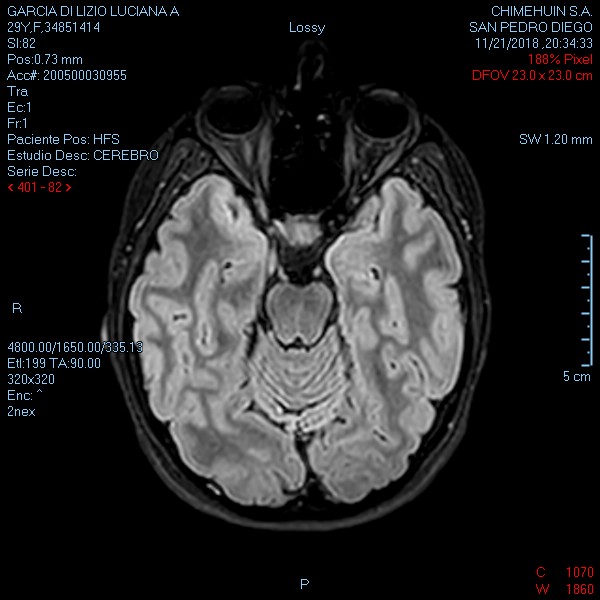 GARCIA DI LIZIO LUCIANA A
29Y,F,34851414
Sl:82
Pos:0.73 mm
Acc#: 200500030955
Tra
Ec:1
Fr:1
Paciente Pos: HFS
Estudio Desc: CEREBRO
Serie Desc:
< 401 - 82 >
Lossy
CHIMEHUIN S.A.
SAN PEDRO DIEGO
11/21/2018 ,20:34:33
188% Pixel
DFOV 23.0 x 23.0 cm
SW 1.20 mm
R
4800.00/1650.00/335.13
Etl:199 TA:90.00
320x320
Enc: ^
2nex
5 cm
P
C 1070
W 1860